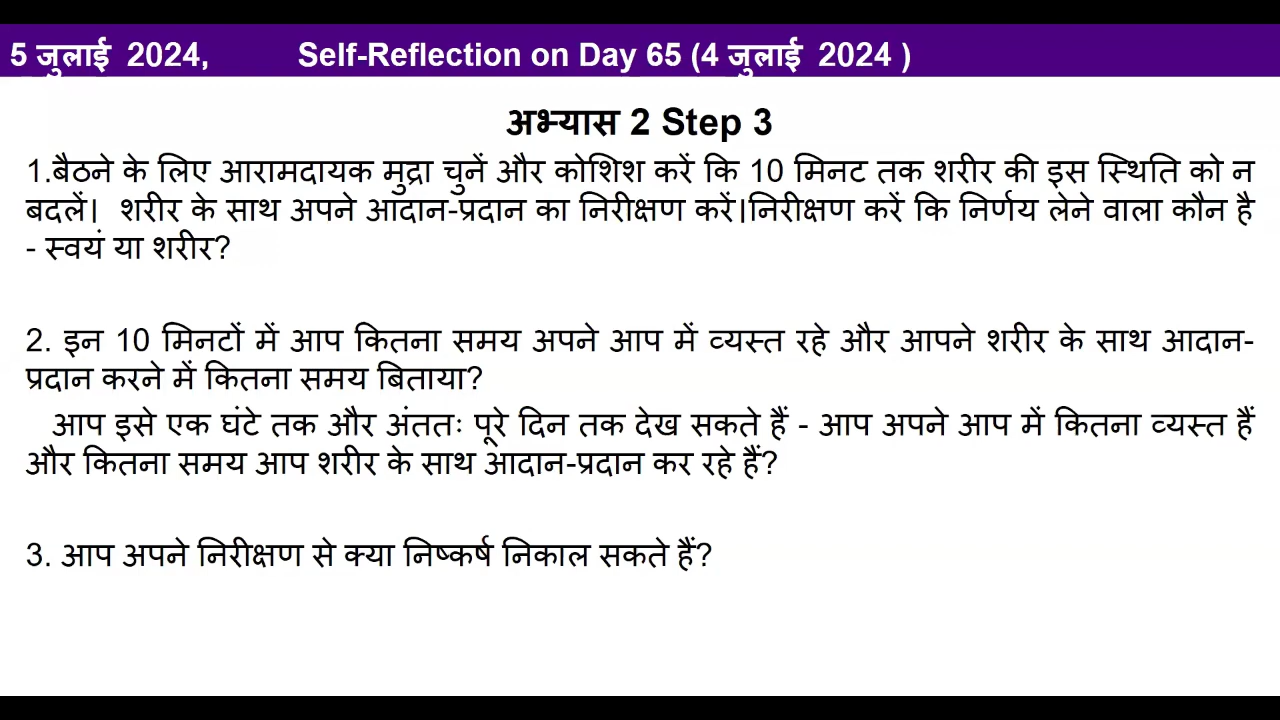 5 जुलाई 2024, Self-Reflection on Day 65 (4 जुलाई 2024 )
अभ्यास 2 Step 3
1.बैठने के लिए आरामदायक मुद्रा चुनें और कोशिश करें कि 10 मिनट तक शरीर की इस स्थिति को न
बदलें। शरीर के साथ अपने आदान-प्रदान का निरीक्षण करें।निरीक्षण करें कि निर्णय लेने वाला कौन है
- स्वयं या शरीर?
2. इन 10 मिनटों में आप कितना समय अपने आप में व्यस्त रहे और आपने शरीर के साथ आदान-
प्रदान करने में कितना समय बिताया?
आप इसे एक घंटे तक और अंततः पूरे दिन तक देख सकते हैं - आप अपने आप में कितना व्यस्त हैं
और कितना समय आप शरीर के साथ आदान-प्रदान कर रहे हैं?
3. आप अपने निरीक्षण से क्या निष्कर्ष निकाल सकते हैं?